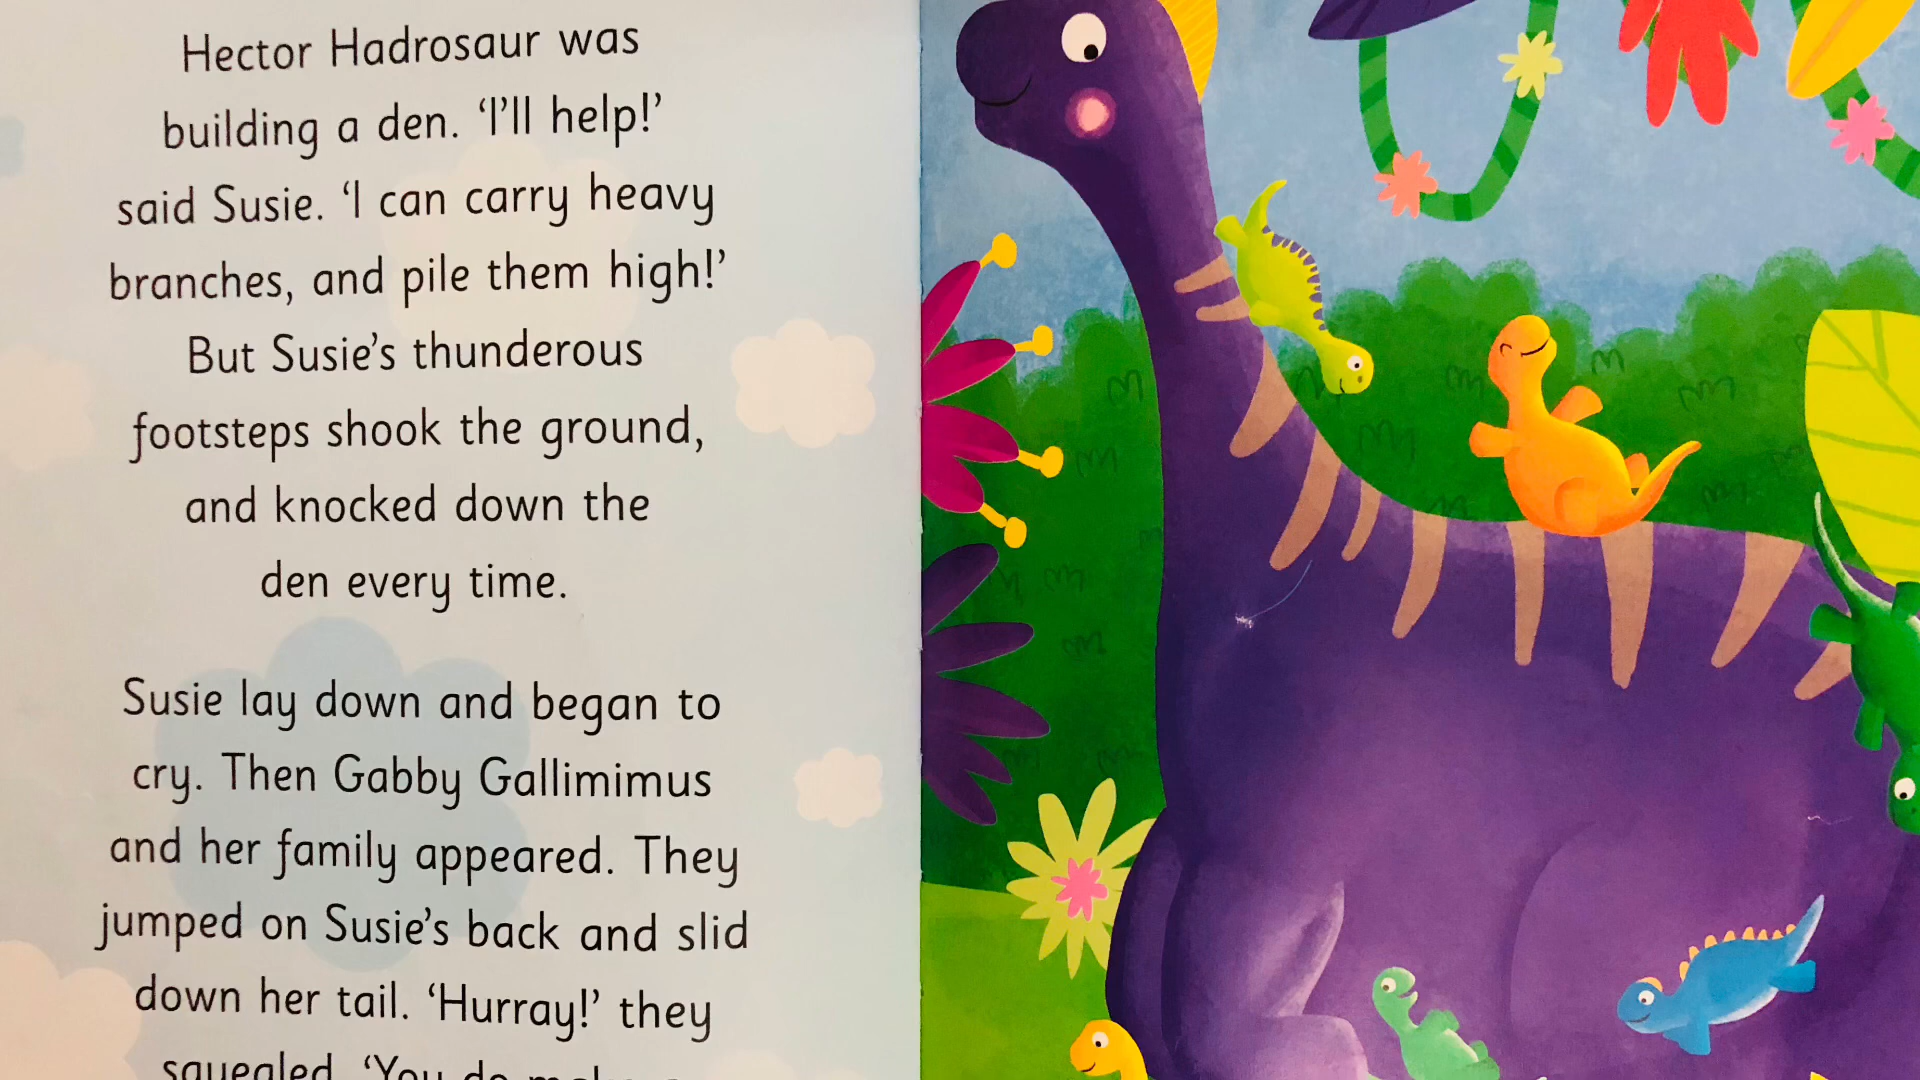 Hector Hadrosaur was
building a den. ‘I’ll help!’
said Susie. ‘I can carry heavy
branches, and pile them high!’
But Susie’s thunderous
footsteps shook the ground,
and knocked down the
den every time.
Susie lay down and began to
cry. Then Gabby Gallimimus
and her family appeared. They
jumped on Susie’s back and slid
down her tail. ‘Hurray!’ they
squealed. ‘You do